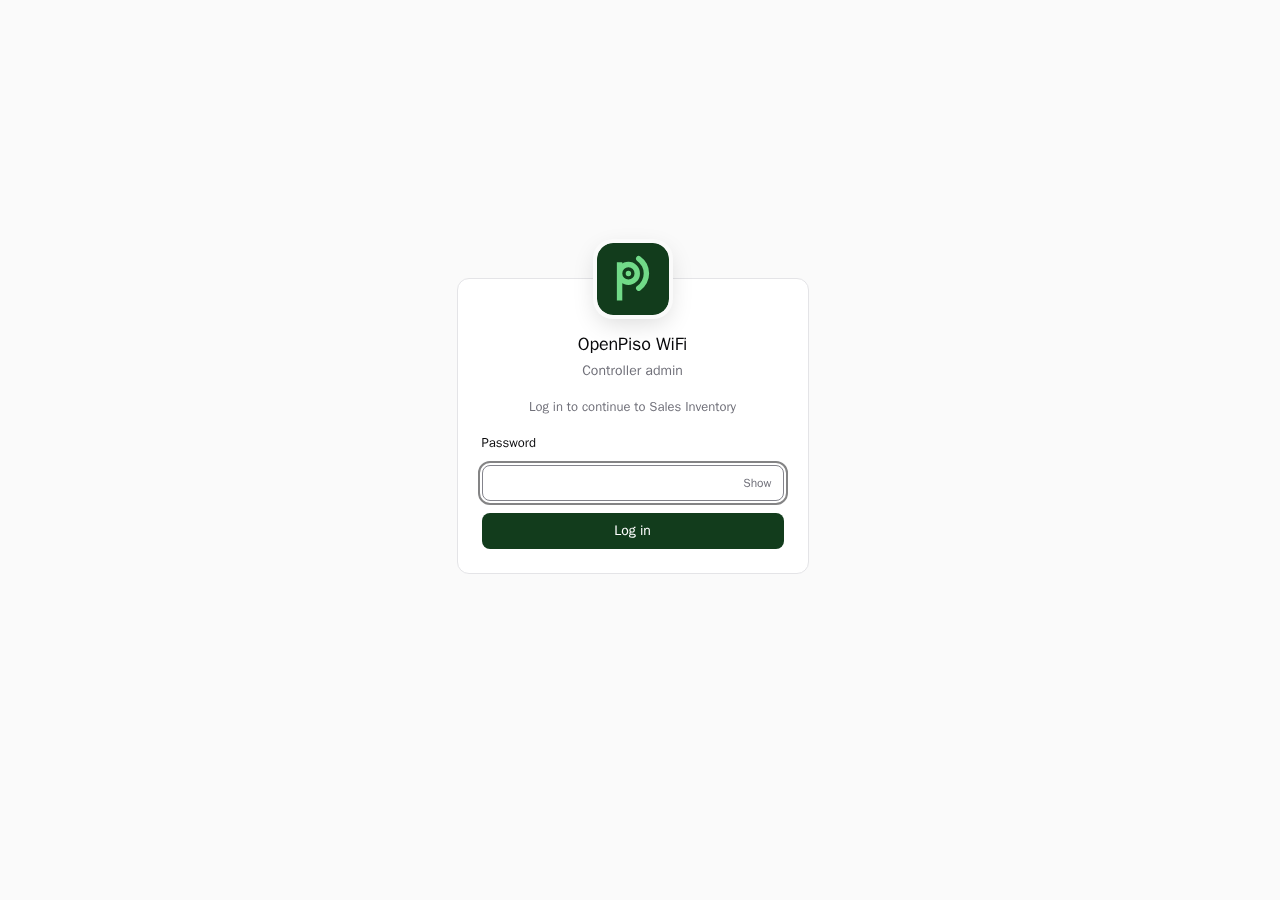 OpenPiso WiFi
Controller admin
Log in to continue to Sales Inventory
Password
Show
Log in